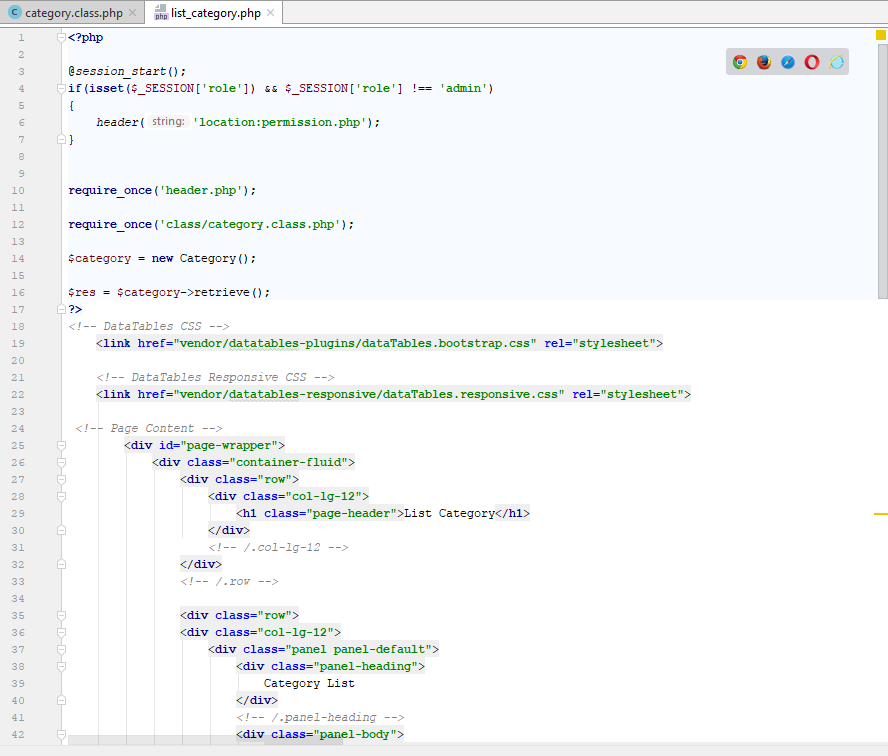 category.class.php
list_category.php
1 <?php
2
3 @session_start();
4 if(isset($_SESSION['role']) && $_SESSION['role'] !== 'admin')
5 {
6 header( string: 'location:permission.php');
7 }
8
9
10 require_once('header.php');
11
12 require_once('class/category.class.php');
13
14 $category = new Category();
15
16 $res = $category->retrieve();
17 ?>
18 <!-- DataTables CSS -->
19 <link href="vendor/datatables-plugins/dataTables.bootstrap.css" rel="stylesheet">
20
21 <!-- DataTables Responsive CSS -->
22 <link href="vendor/datatables-responsive/dataTables.responsive.css" rel="stylesheet">
23
24 <!-- Page Content -->
25 <div id="page-wrapper">
26 <div class="container-fluid">
27 <div class="row">
28 <div class="col-lg-12">
29 <h1 class="page-header">List Category</h1>
30 </div>
31 <!-- /.col-lg-12 -->
32 </div>
33 <!-- /.row -->
34
35 <div class="row">
36 <div class="col-lg-12">
37 <div class="panel panel-default">
38 <div class="panel-heading">
39 Category List
40 </div>
41 <!-- /.panel-heading -->
42 <div class="panel-body">